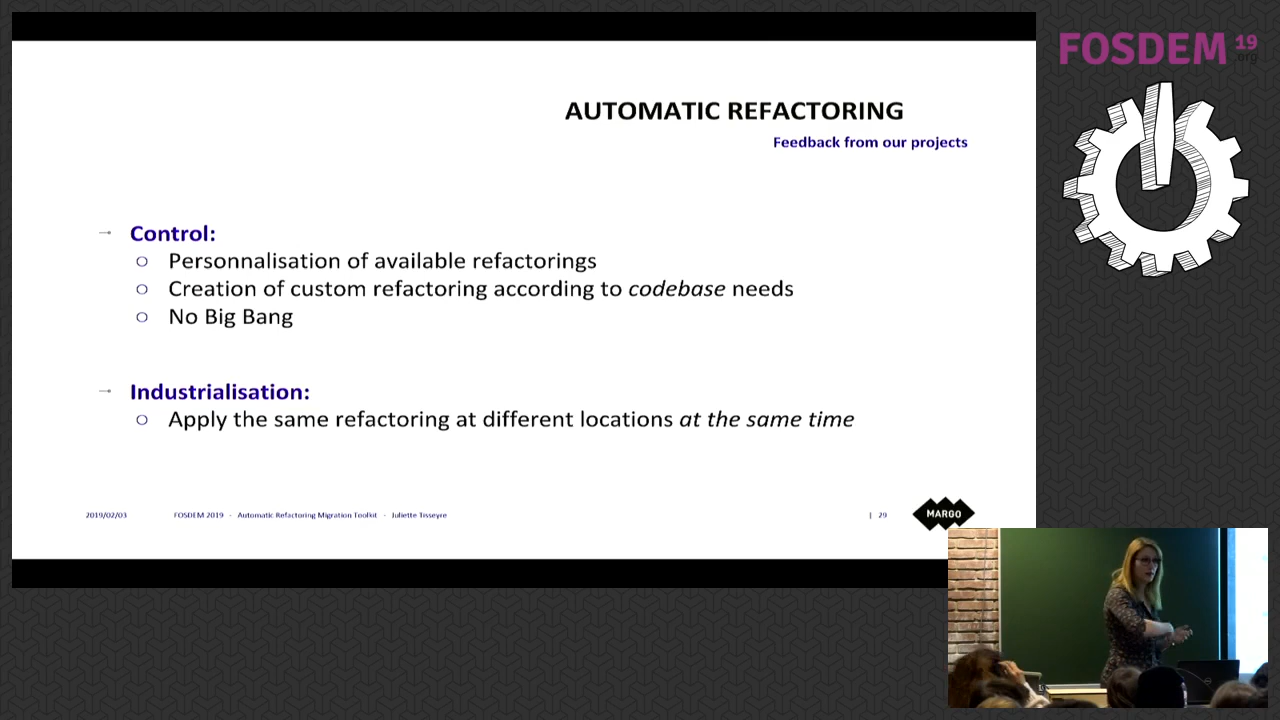 FOSDEM 19
.org
AUTOMATIC REFACTORING
Feedback from our projects
Control:
Personnalisation of available refactorings
Creation of custom refactoring according to codebase needs
No Big Bang
Industrialisation:
Apply the same refactoring at different locations at the same time
2019/02/03 FOSDEM 2019 - Automatic Refactoring Migration Toolkit - Juliette Tisseyre | 29 MARGO